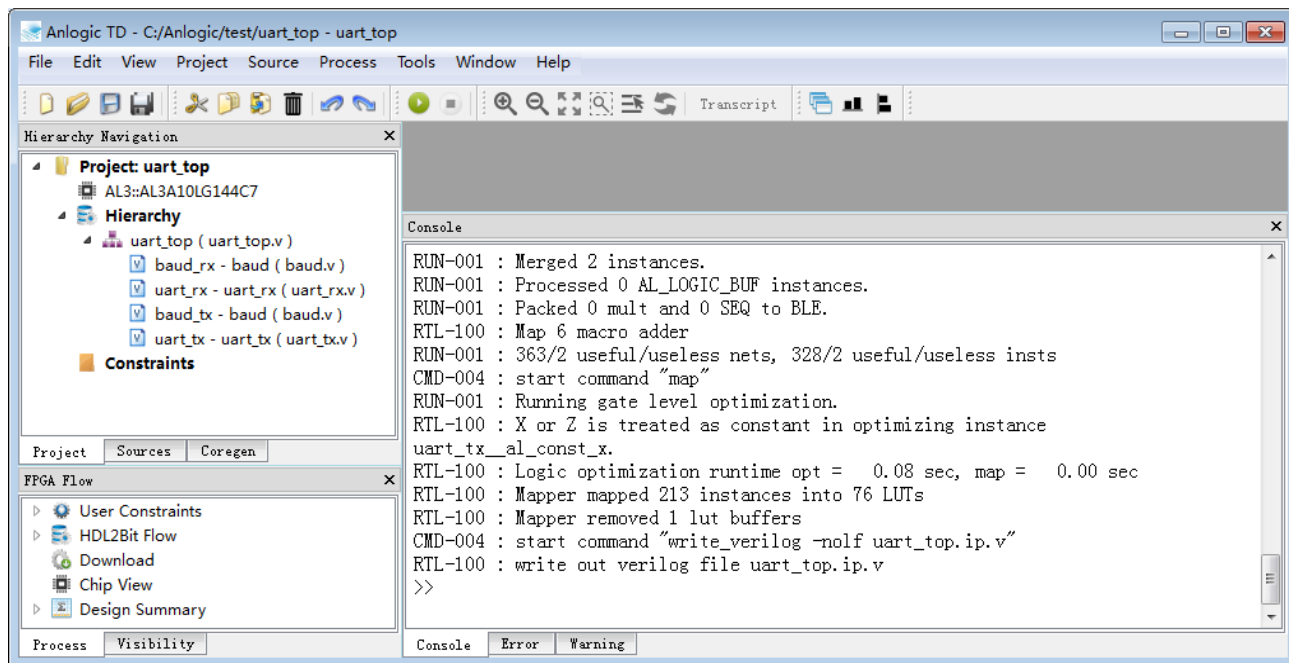 Anlogic TD - C:/Anlogic/test/uart_top - uart_top
File Edit View Project Source Process Tools Window Help
Transcript
Hierarchy Navigation
Project: uart_top
AL3::AL3A10LG144C7
Hierarchy
uart_top ( uart_top.v )
baud_rx - baud ( baud.v )
uart_rx - uart_rx ( uart_rx.v )
baud_tx - baud ( baud.v )
uart_tx - uart_tx ( uart_tx.v )
Constraints
Project Sources Coregen
FPGA Flow
User Constraints
HDL2Bit Flow
Download
Chip View
Design Summary
Process Visibility
Console
RUN-001 : Merged 2 instances.
RUN-001 : Processed 0 AL_LOGIC_BUF instances.
RUN-001 : Packed 0 mult and 0 SEQ to BLE.
RTL-100 : Map 6 macro adder
RUN-001 : 363/2 useful/useless nets, 328/2 useful/useless insts
CMD-004 : start command "map"
RUN-001 : Running gate level optimization.
RTL-100 : X or Z is treated as constant in optimizing instance
uart_tx__al_const_x.
RTL-100 : Logic optimization runtime opt =   0.08 sec, map =   0.00 sec
RTL-100 : Mapper mapped 213 instances into 76 LUTs
RTL-100 : Mapper removed 1 lut buffers
CMD-004 : start command "write_verilog -nolf uart_top.ip.v"
RTL-100 : write out verilog file uart_top.ip.v
>>
Console Error Warning